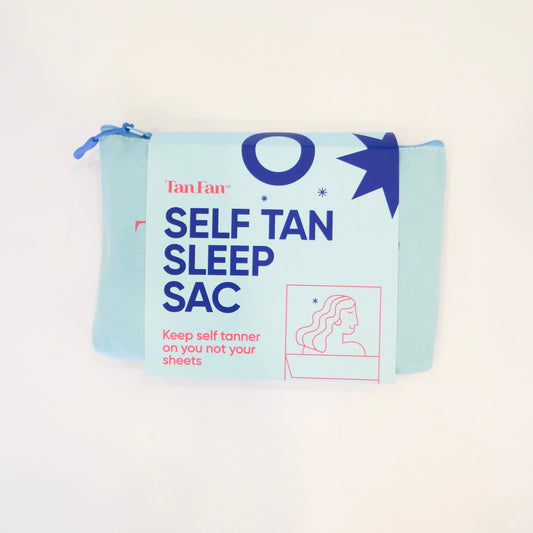 TanFan™
SELF TAN
SLEEP
SAC
Keep self tanner
on you not your
sheets